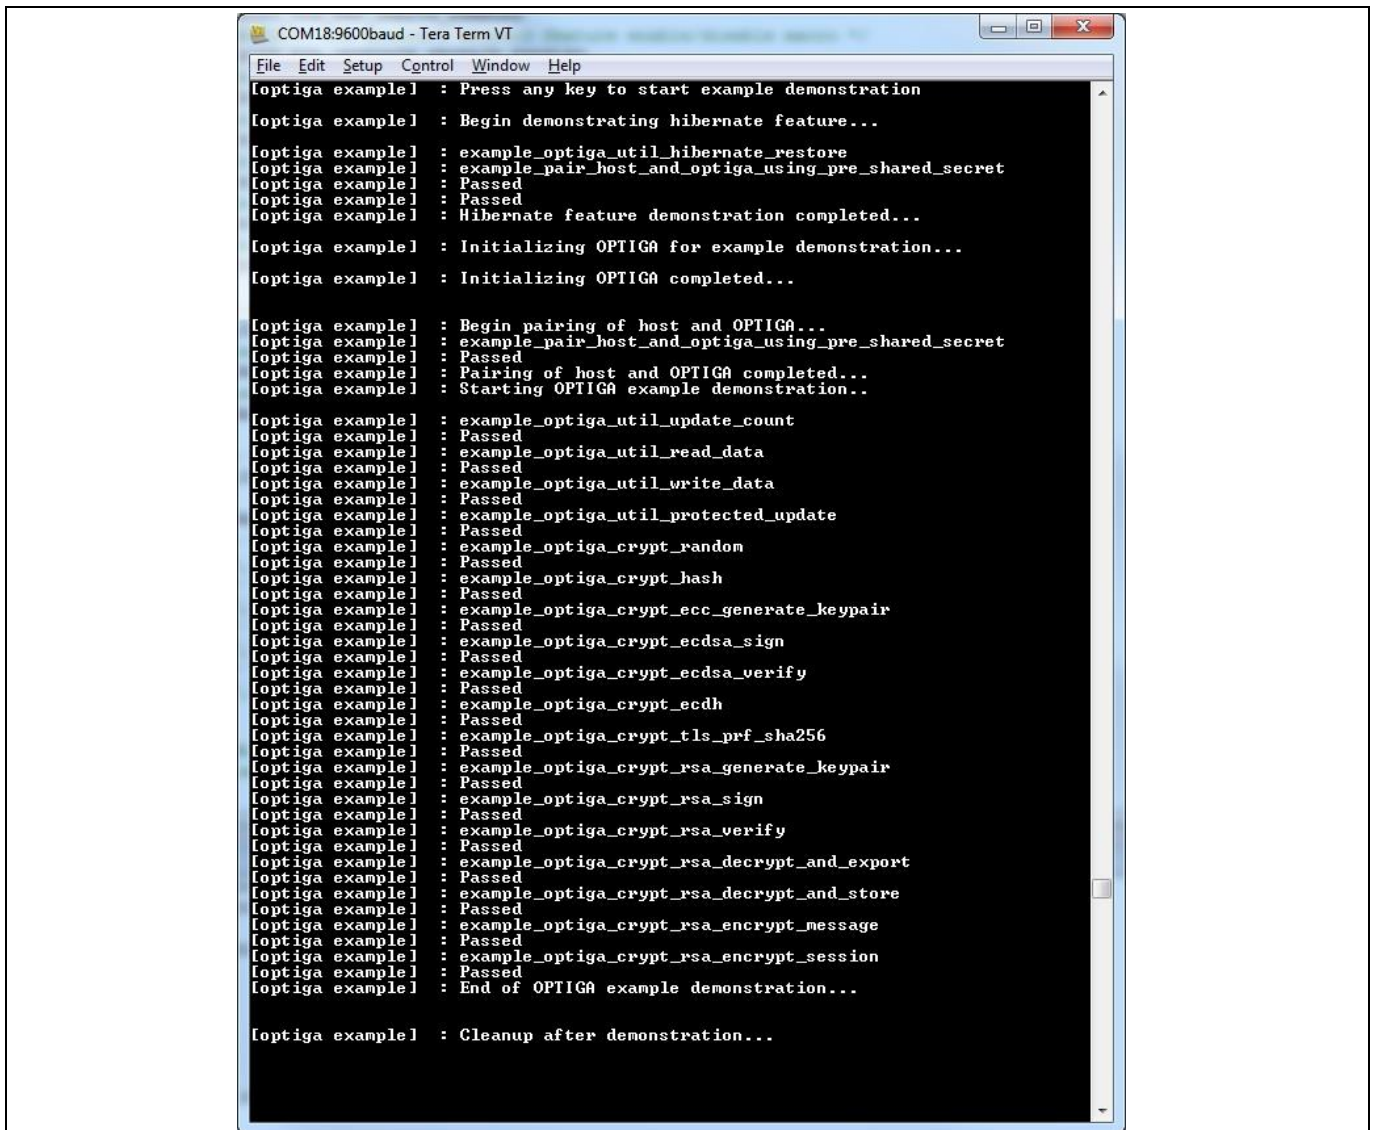 COM18:9600baud - Tera Term VT
File Edit Setup Control Window Help
[optiga example] : Press any key to start example demonstration
[optiga example] : Begin demonstrating hibernate feature...
[optiga example] : example_optiga_util_hibernate_restore
[optiga example] : example_pair_host_and_optiga_using_pre_shared_secret
[optiga example] : Passed
[optiga example] : Passed
[optiga example] : Hibernate feature demonstration completed...
[optiga example] : Initializing OPTIGA for example demonstration...
[optiga example] : Initializing OPTIGA completed...
[optiga example] : Begin pairing of host and OPTIGA...
[optiga example] : example_pair_host_and_optiga_using_pre_shared_secret
[optiga example] : Passed
[optiga example] : Pairing of host and OPTIGA completed...
[optiga example] : Starting OPTIGA example demonstration..
[optiga example] : example_optiga_util_update_count
[optiga example] : Passed
[optiga example] : example_optiga_util_read_data
[optiga example] : Passed
[optiga example] : example_optiga_util_write_data
[optiga example] : Passed
[optiga example] : example_optiga_util_protected_update
[optiga example] : Passed
[optiga example] : example_optiga_crypt_random
[optiga example] : Passed
[optiga example] : example_optiga_crypt_hash
[optiga example] : Passed
[optiga example] : example_optiga_crypt_ecc_generate_keypair
[optiga example] : Passed
[optiga example] : example_optiga_crypt_ecdsa_sign
[optiga example] : Passed
[optiga example] : example_optiga_crypt_ecdsa_verify
[optiga example] : Passed
[optiga example] : example_optiga_crypt_ecdh
[optiga example] : Passed
[optiga example] : example_optiga_crypt_tls_prf_sha256
[optiga example] : Passed
[optiga example] : example_optiga_crypt_rsa_generate_keypair
[optiga example] : Passed
[optiga example] : example_optiga_crypt_rsa_sign
[optiga example] : Passed
[optiga example] : example_optiga_crypt_rsa_verify
[optiga example] : Passed
[optiga example] : example_optiga_crypt_rsa_decrypt_and_export
[optiga example] : Passed
[optiga example] : example_optiga_crypt_rsa_decrypt_and_store
[optiga example] : Passed
[optiga example] : example_optiga_crypt_rsa_encrypt_message
[optiga example] : Passed
[optiga example] : example_optiga_crypt_rsa_encrypt_session
[optiga example] : Passed
[optiga example] : End of OPTIGA example demonstration...
[optiga example] : Cleanup after demonstration...